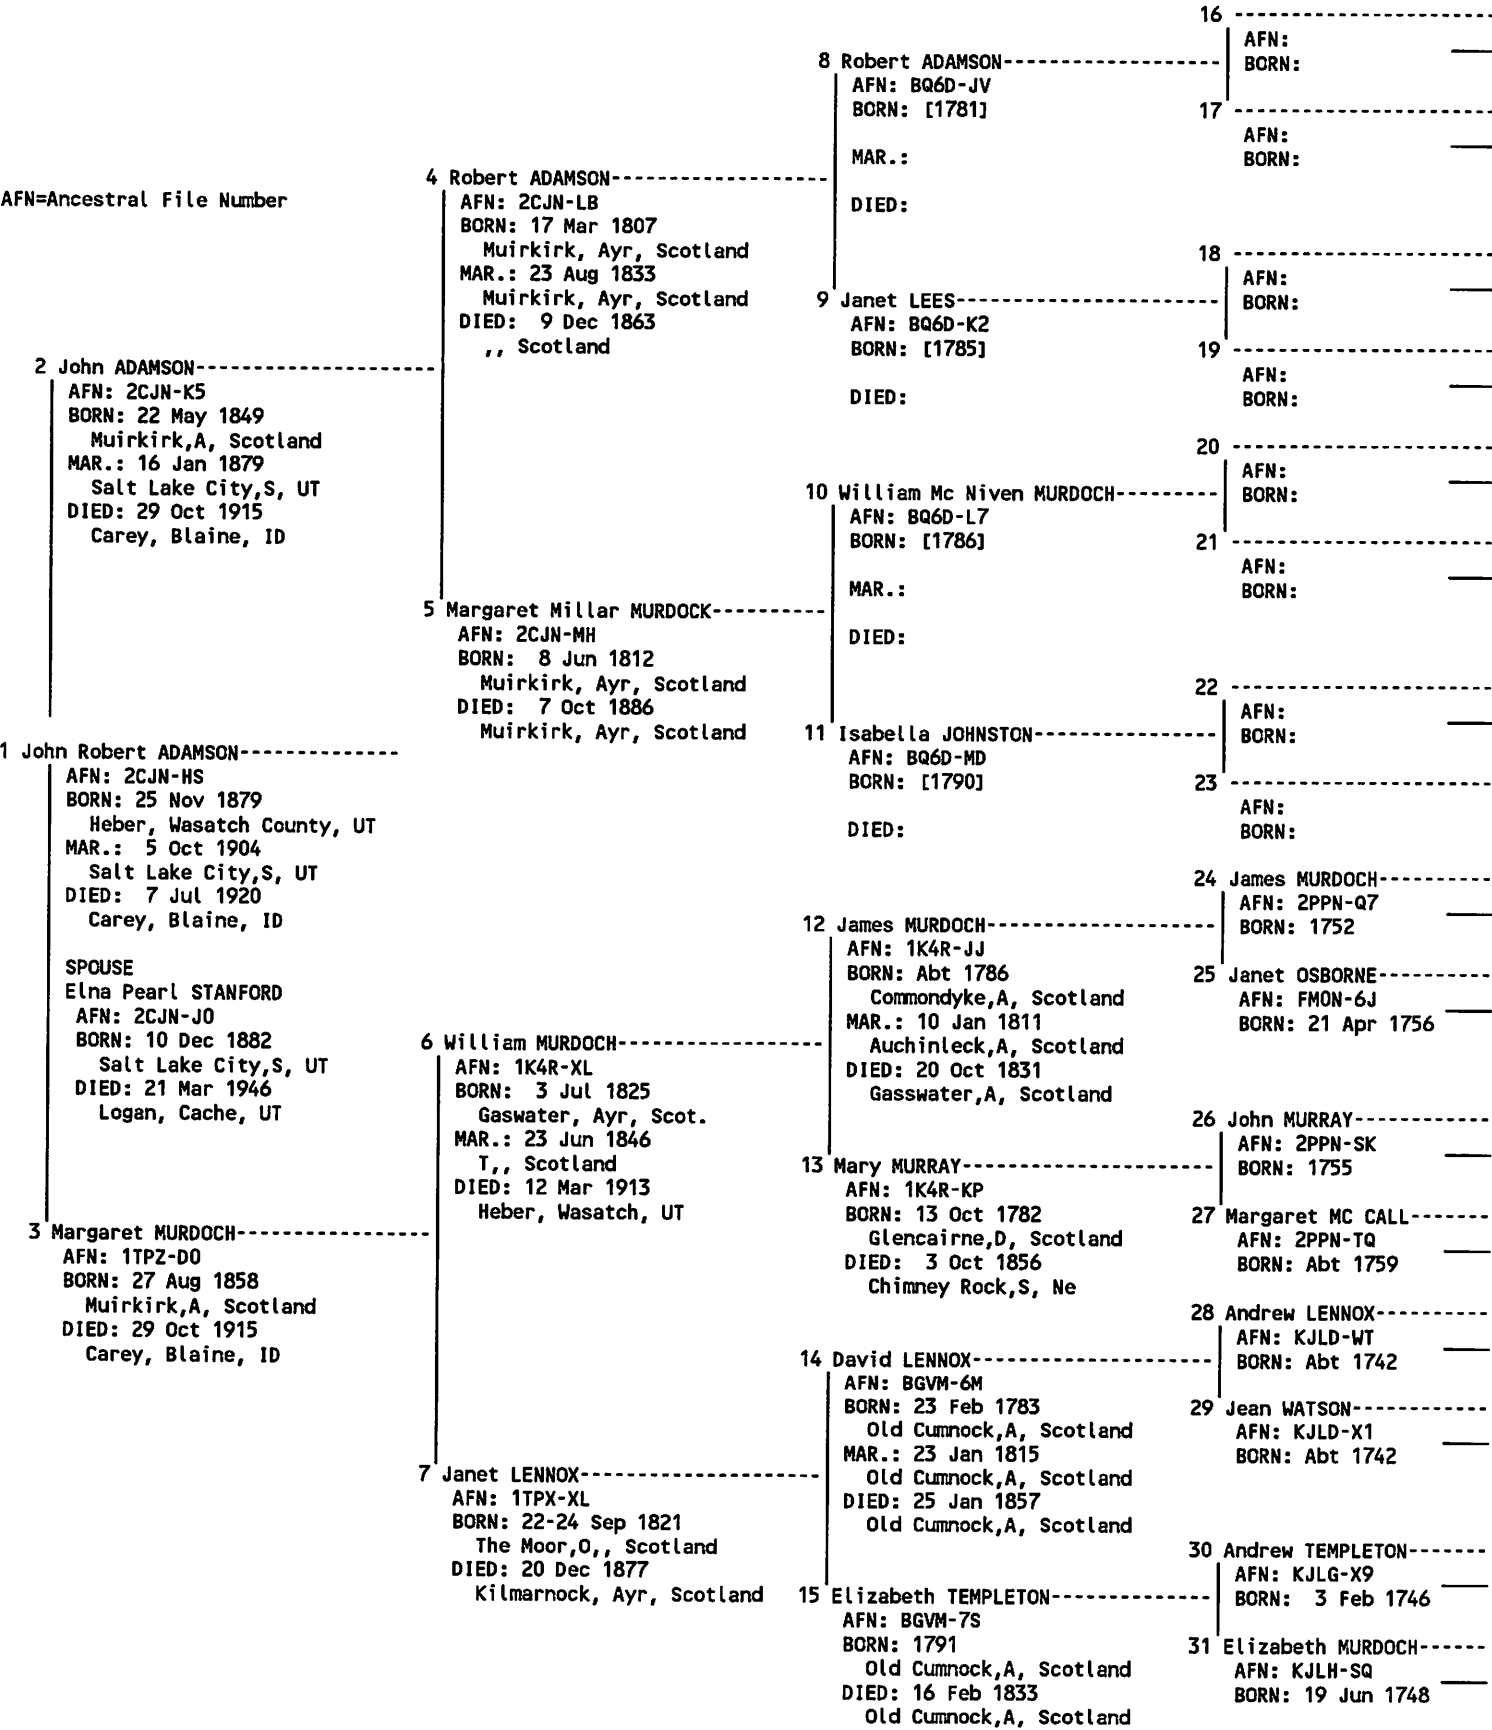 AFN=Ancestral File Number
1 John Robert ADAMSON-------------
AFN: 2CJN-HS
BORN: 25 Nov 1879
Heber, Wasatch County, UT
MAR.: 5 Oct 1904
Salt Lake City,S, UT
DIED: 7 Jul 1920
Carey, Blaine, ID
SPOUSE
Elna Pearl STANFORD
AFN: 2CJN-J0
BORN: 10 Dec 1882
Salt Lake City,S, UT
DIED: 21 Mar 1946
Logan, Cache, UT
2 John ADAMSON--------------------
AFN: 2CJN-K5
BORN: 22 May 1849
Muirkirk,A, Scotland
MAR.: 16 Jan 1879
Salt Lake City,S, UT
DIED: 29 Oct 1915
Carey, Blaine, ID
3 Margaret MURDOCH----------------
AFN: 1TPZ-D0
BORN: 27 Aug 1858
Muirkirk,A, Scotland
DIED: 29 Oct 1915
Carey, Blaine, ID
4 Robert ADAMSON------------------
AFN: 2CJN-LB
BORN: 17 Mar 1807
Muirkirk, Ayr, Scotland
MAR.: 23 Aug 1833
Muirkirk, Ayr, Scotland
DIED: 9 Dec 1863
,, Scotland
5 Margaret Millar MURDOCK---------
AFN: 2CJN-MH
BORN: 8 Jun 1812
Muirkirk, Ayr, Scotland
DIED: 7 Oct 1886
Muirkirk, Ayr, Scotland
6 William MURDOCH-----------------
AFN: 1K4R-XL
BORN: 3 Jul 1825
Gaswater, Ayr, Scot.
MAR.: 23 Jun 1846
T,, Scotland
DIED: 12 Mar 1913
Heber, Wasatch, UT
7 Janet LENNOX--------------------
AFN: 1TPX-XL
BORN: 22-24 Sep 1821
The Moor,O,, Scotland
DIED: 20 Dec 1877
Kilmarnock, Ayr, Scotland
8 Robert ADAMSON------------------
AFN: BQ6D-JV
BORN: [1781]
MAR.:
DIED:
9 Janet LEES----------------------
AFN: BQ6D-K2
BORN: [1785]
DIED:
10 William Mc Niven MURDOCH--------
AFN: BQ6D-L7
BORN: [1786]
MAR.:
DIED:
11 Isabella JOHNSTON---------------
AFN: BQ6D-MD
BORN: [1790]
DIED:
12 James MURDOCH-------------------
AFN: 1K4R-JJ
BORN: Abt 1786
Commondyke,A, Scotland
MAR.: 10 Jan 1811
Auchinleck,A, Scotland
DIED: 20 Oct 1831
Gasswater,A, Scotland
13 Mary MURRAY---------------------
AFN: 1K4R-KP
BORN: 13 Oct 1782
Glencairne,D, Scotland
DIED: 3 Oct 1856
Chimney Rock,S, Ne
14 David LENNOX--------------------
AFN: BGVM-6M
BORN: 23 Feb 1783
Old Cumnock,A, Scotland
MAR.: 23 Jan 1815
Old Cumnock,A, Scotland
DIED: 25 Jan 1857
Old Cumnock,A, Scotland
15 Elizabeth TEMPLETON-------------
AFN: BGVM-7S
BORN: 1791
Old Cumnock,A, Scotland
DIED: 16 Feb 1833
Old Cumnock,A, Scotland
16 ----------------------
AFN:
BORN:
17 ----------------------
AFN:
BORN:
18 ----------------------
AFN:
BORN:
19 ----------------------
AFN:
BORN:
20 ----------------------
AFN:
BORN:
21 ----------------------
AFN:
BORN:
22 ----------------------
AFN:
BORN:
23 ----------------------
AFN:
BORN:
24 James MURDOCH---------
AFN: 2PPN-Q7
BORN: 1752
25 Janet OSBORNE---------
AFN: FMON-6J
BORN: 21 Apr 1756
26 John MURRAY-----------
AFN: 2PPN-SK
BORN: 1755
27 Margaret MC CALL------
AFN: 2PPN-TQ
BORN: Abt 1759
28 Andrew LENNOX---------
AFN: KJLD-WT
BORN: Abt 1742
29 Jean WATSON-----------
AFN: KJLD-X1
BORN: Abt 1742
30 Andrew TEMPLETON------
AFN: KJLG-X9
BORN: 3 Feb 1746
31 Elizabeth MURDOCH-----
AFN: KJLH-SQ
BORN: 19 Jun 1748